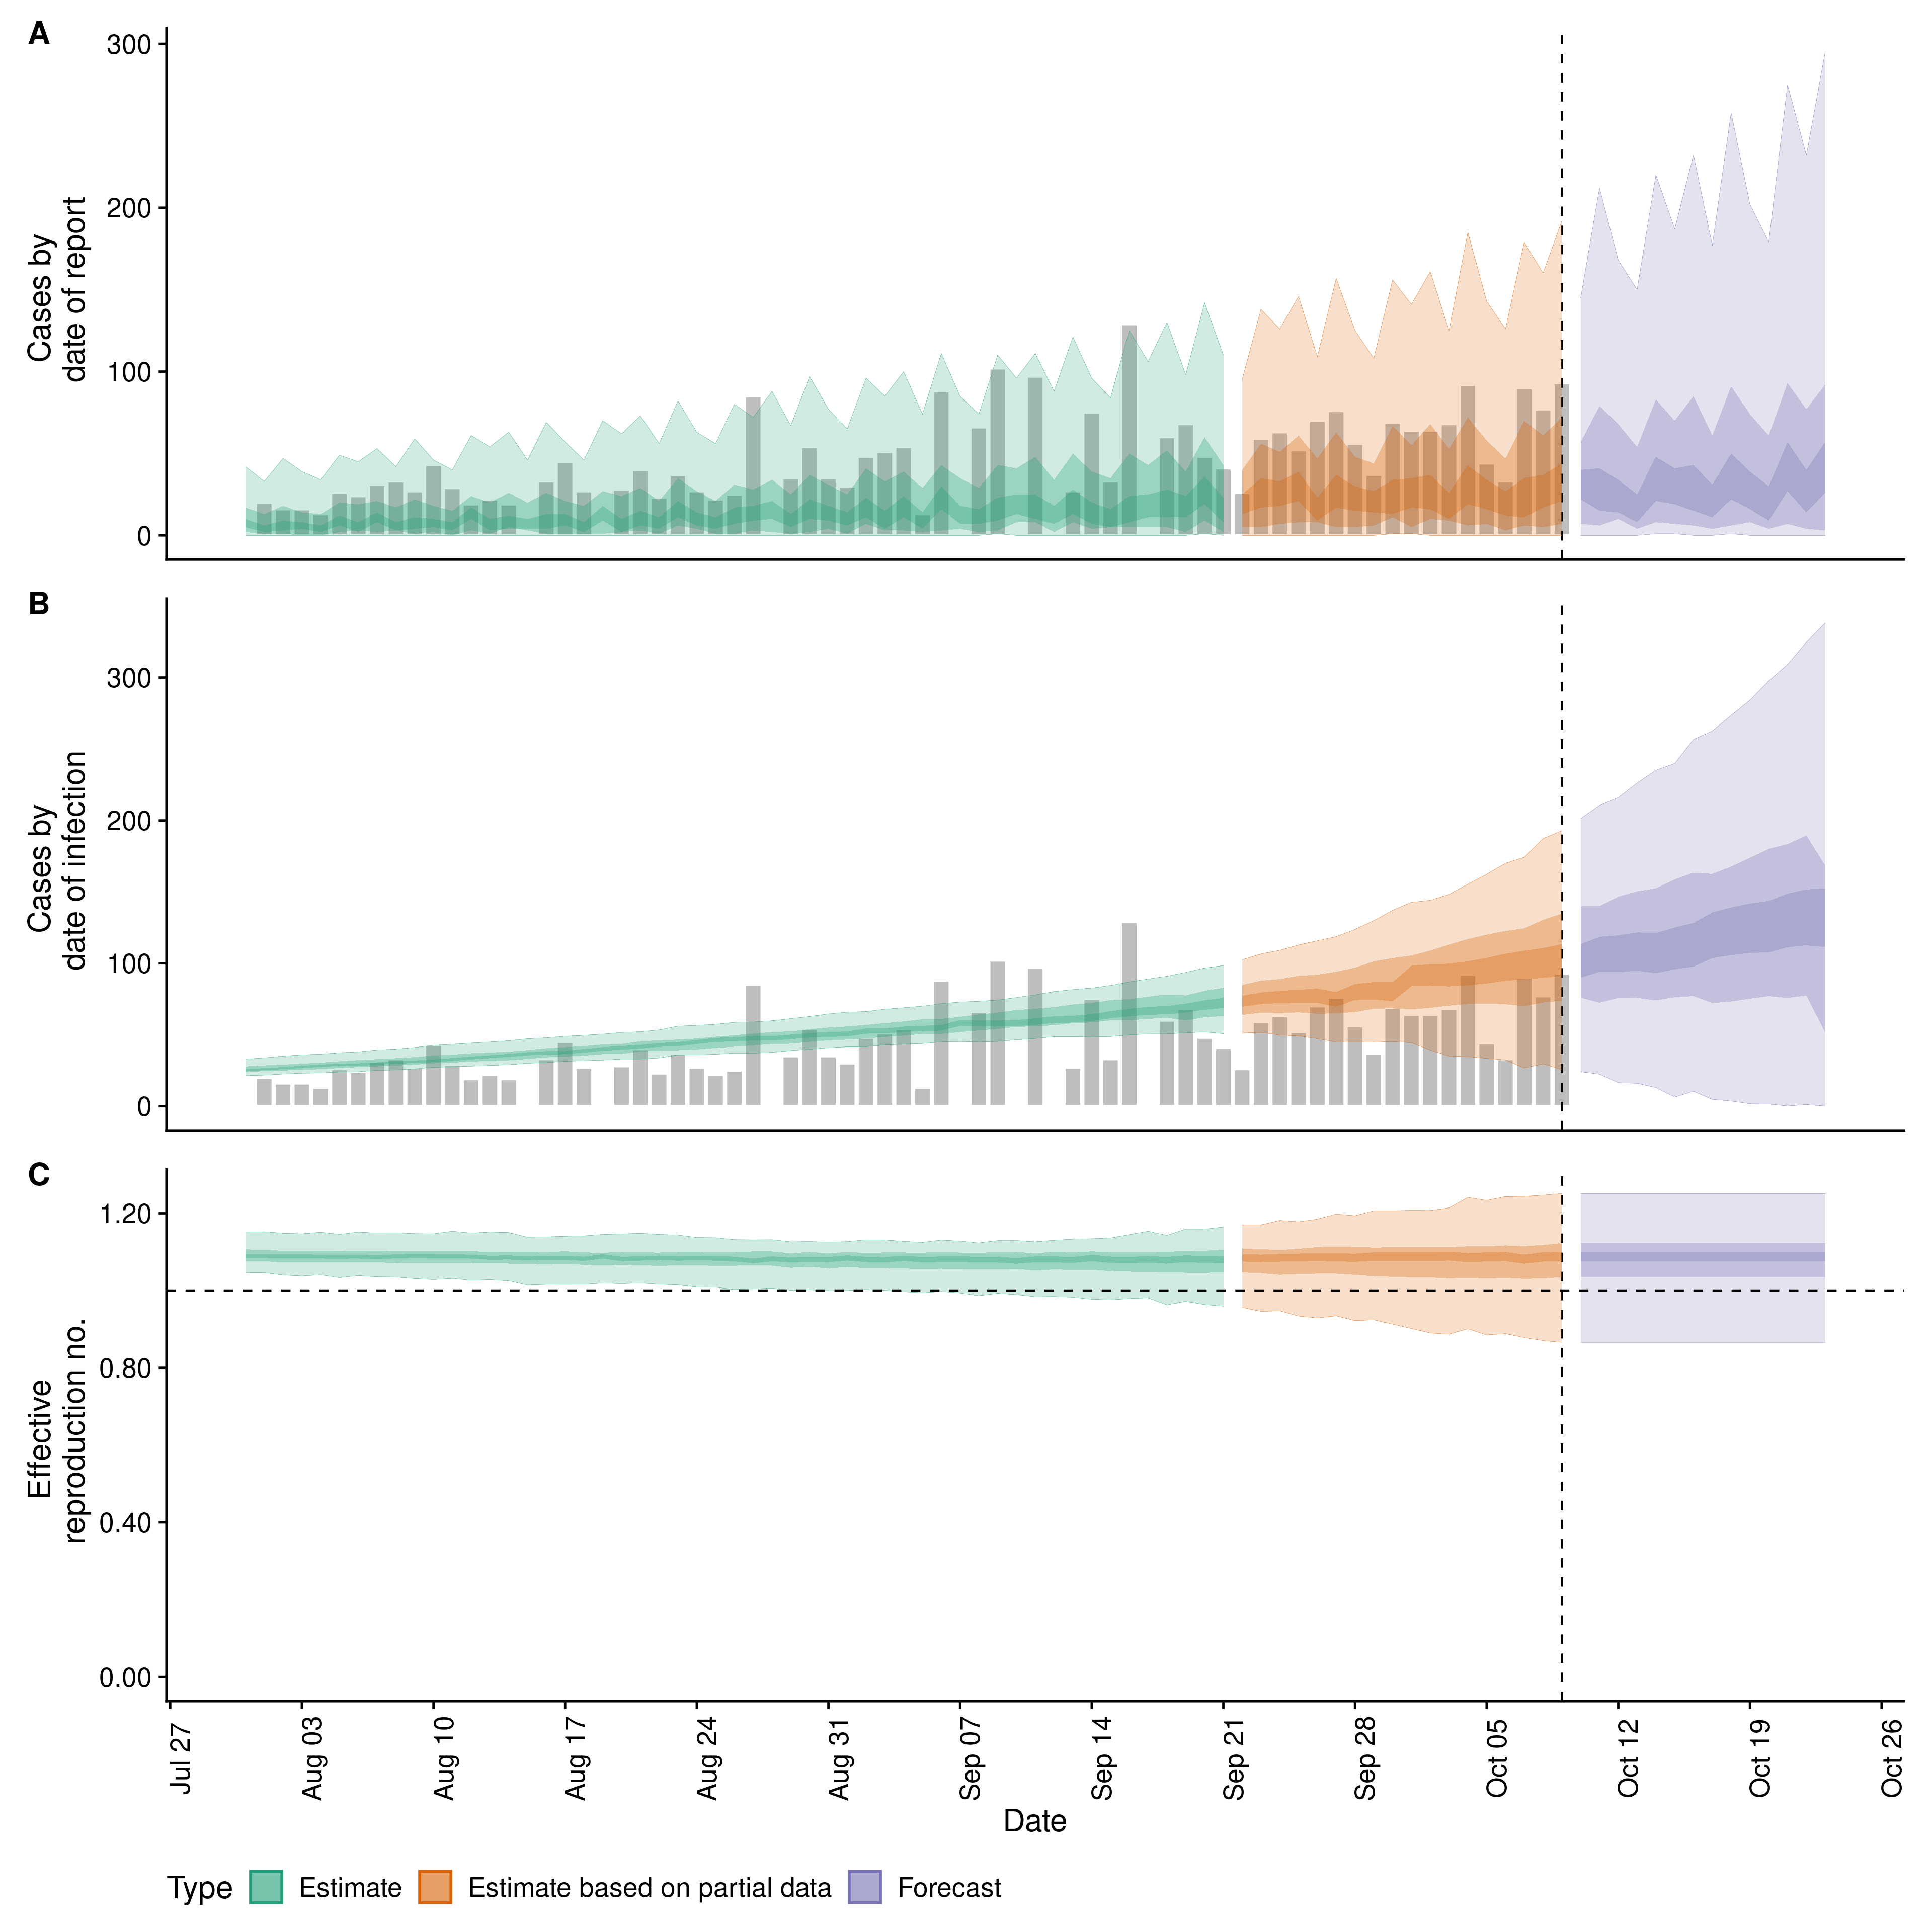 A
300
200
100
0
Cases by
date of report
B
300
200
100
0
Cases by
date of infection
C
1.20
0.80
0.40
0.00
Effective
reproduction no.
Jul 27
Aug 03
Aug 10
Aug 17
Aug 24
Aug 31
Sep 07
Sep 14
Sep 21
Sep 28
Oct 05
Oct 12
Oct 19
Oct 26
Date
Type Estimate Estimate based on partial data Forecast